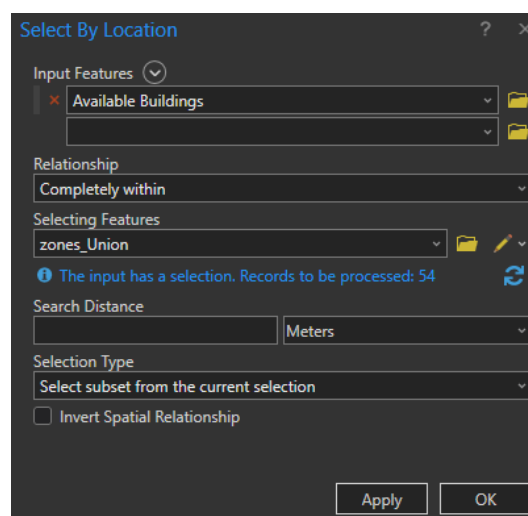 Select By Location
?
Input Features
Available Buildings
Relationship
Completely within
Selecting Features
zones_Union
The input has a selection. Records to be processed: 54
Search Distance
Meters
Selection Type
Select subset from the current selection
Invert Spatial Relationship
Apply OK